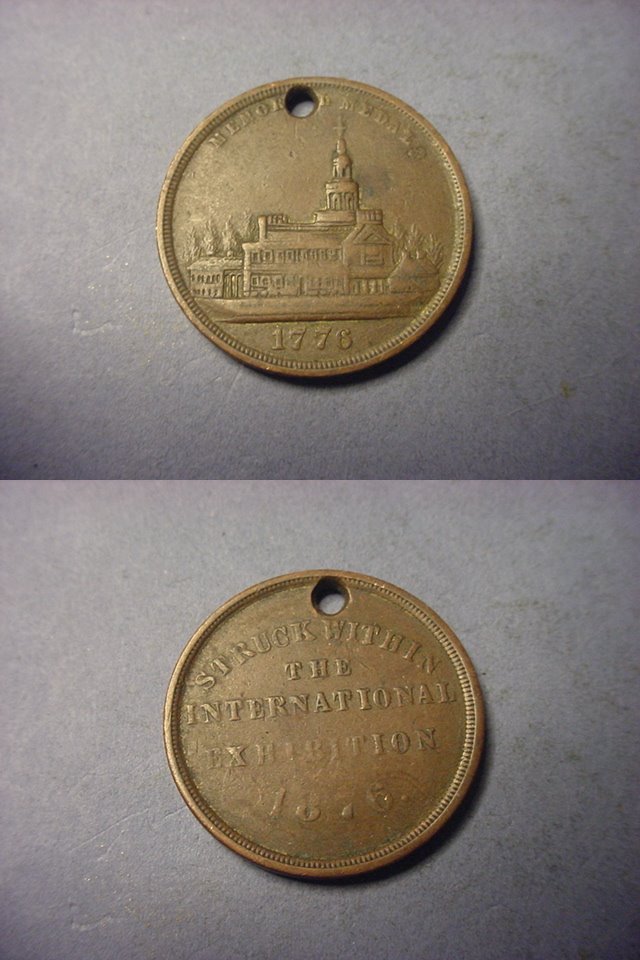 1776
STRUCK WITHIN
THE
INTERNATIONAL
EXHIBITION
1876.